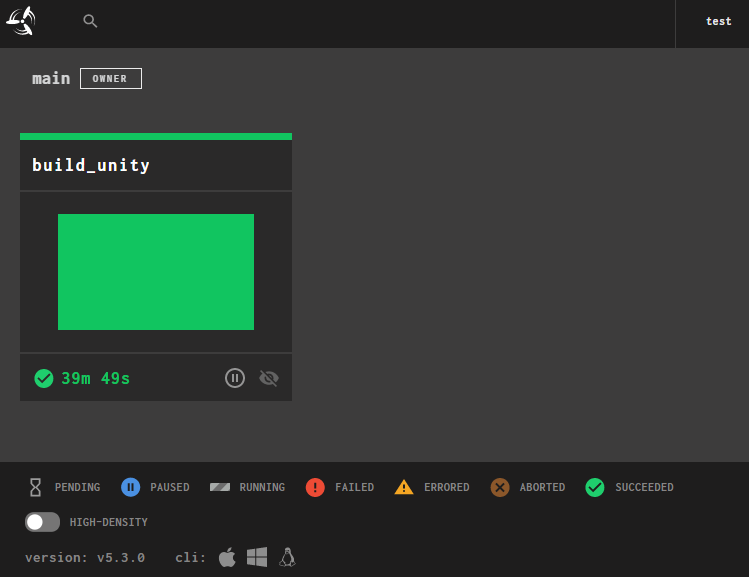 test
main OWNER
build_unity
39m 49s
PENDING PAUSED RUNNING FAILED ERRORED ABORTED SUCCEEDED
HIGH-DENSITY
version: v5.3.0 cli: